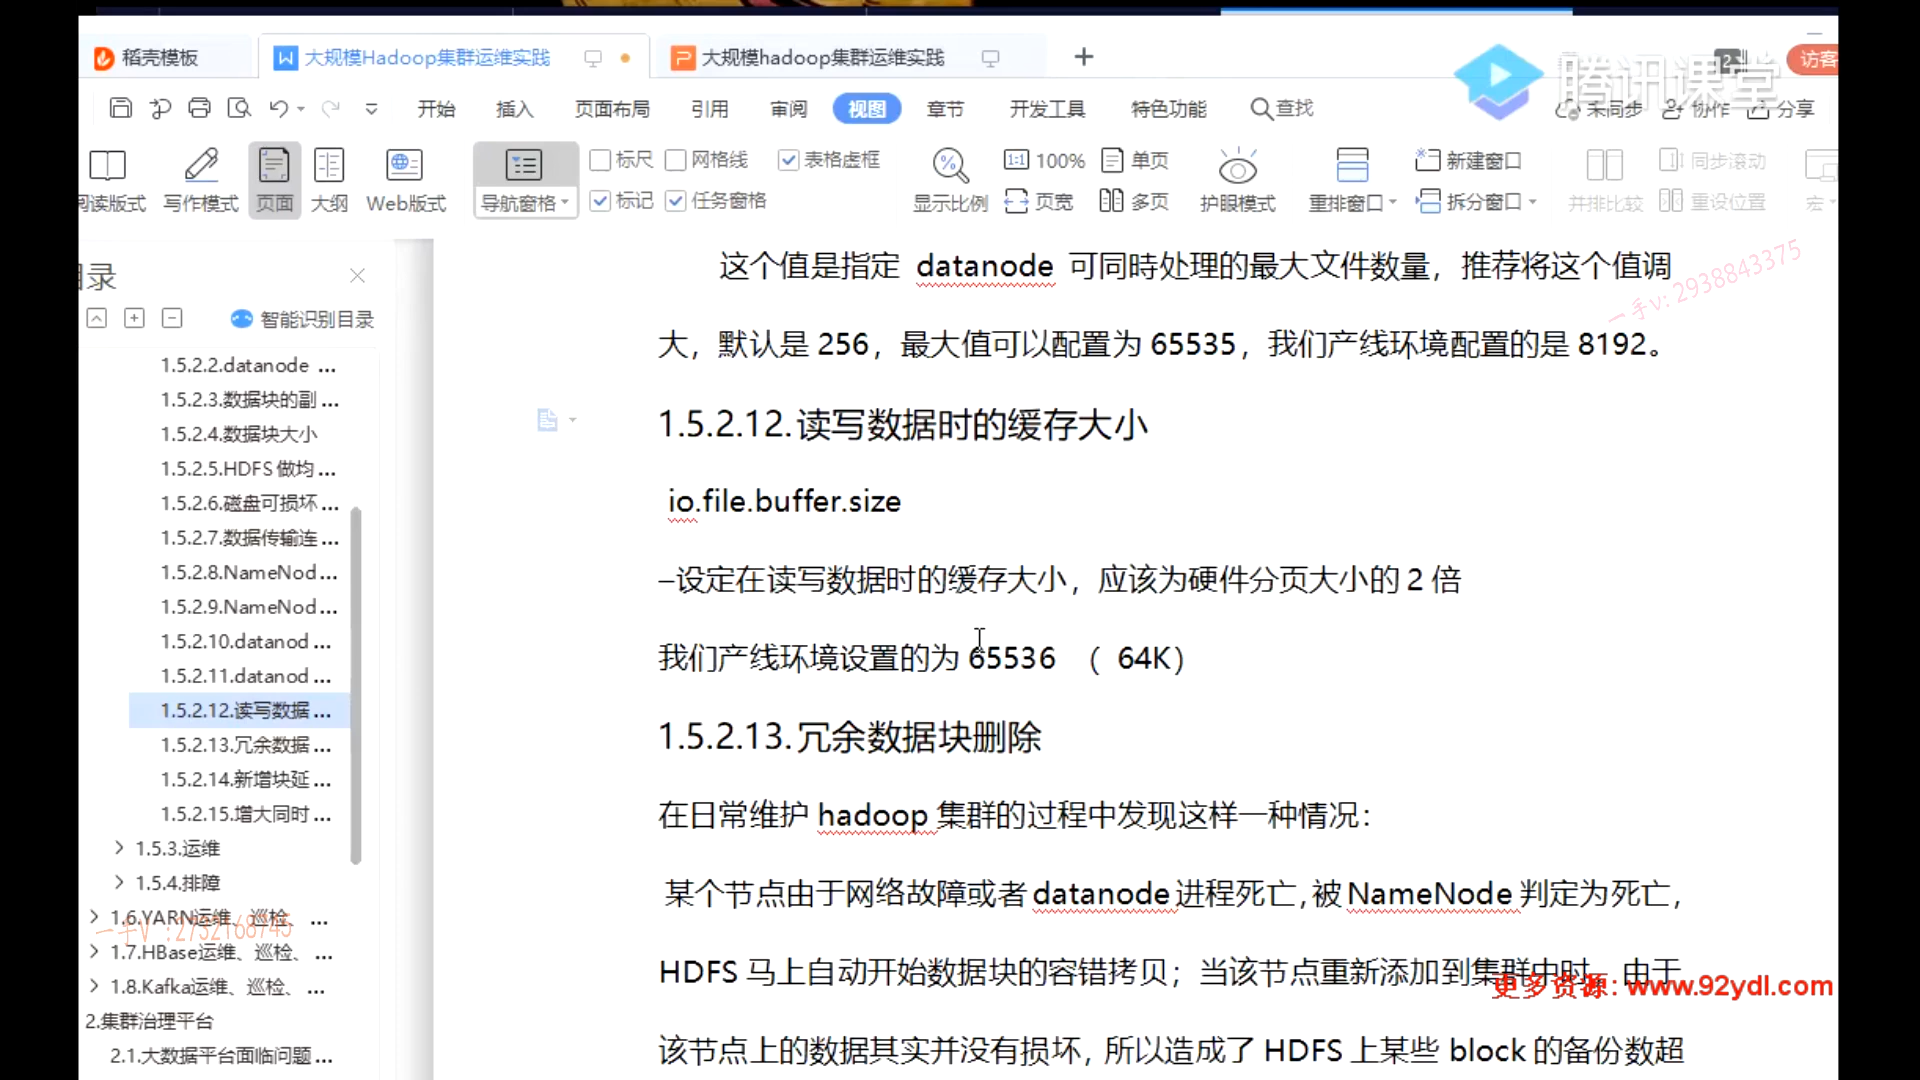 稻壳模板
大规模Hadoop集群运维实践
大规模hadoop集群运维实践
访客
腾讯课堂
开始 插入 页面布局 引用 审阅 视图 章节 开发工具 特色功能 查找
未同步 协作 分享
标尺 网格线 表格虚框 100% 单页 新建窗口 同步滚动
阅读版式 写作模式 页面 大纲 Web版式 导航窗格 标记 任务窗格 显示比例 页宽 多页 护眼模式 重排窗口 拆分窗口 并排比较 重设位置 宏
目录
智能识别目录
1.5.2.2.datanode ...
1.5.2.3.数据块的副 ...
1.5.2.4.数据块大小
1.5.2.5.HDFS 做均 ...
1.5.2.6.磁盘可损坏 ...
1.5.2.7.数据传输连 ...
1.5.2.8.NameNod ...
1.5.2.9.NameNod ...
1.5.2.10.datanod ...
1.5.2.11.datanod ...
1.5.2.12.读写数据 ...
1.5.2.13.冗余数据 ...
1.5.2.14.新增块延 ...
1.5.2.15.增大同时 ...
1.5.3.运维
1.5.4.排障
1.6.YARN运维、巡检、 ...
一手V:2732168745
1.7.HBase运维、巡检、 ...
1.8.Kafka运维、巡检、 ...
2.集群治理平台
2.1.大数据平台面临问题 ...
这个值是指定 datanode 可同時处理的最大文件数量，推荐将这个值调
一手v: 2938843375
大，默认是 256，最大值可以配置为 65535，我们产线环境配置的是 8192。
1.5.2.12.读写数据时的缓存大小
io.file.buffer.size
–设定在读写数据时的缓存大小，应该为硬件分页大小的 2 倍
我们产线环境设置的为 65536 （ 64K）
1.5.2.13.冗余数据块删除
在日常维护 hadoop 集群的过程中发现这样一种情况：
某个节点由于网络故障或者 datanode 进程死亡，被 NameNode 判定为死亡，
HDFS 马上自动开始数据块的容错拷贝；当该节点重新添加到集群中时，由于
更多资源: www.92ydl.com
该节点上的数据其实并没有损坏，所以造成了 HDFS 上某些 block 的备份数超